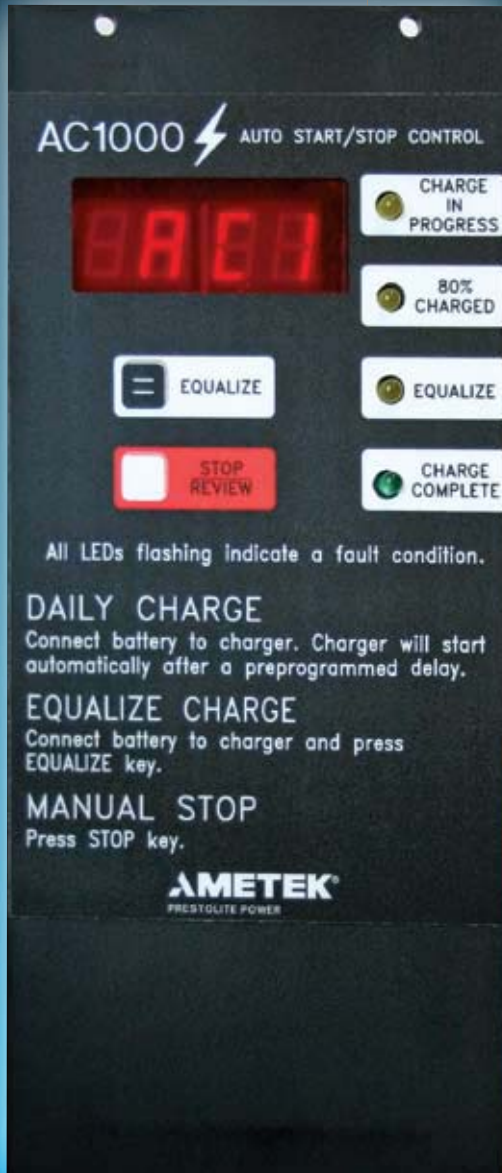 AC1000 AUTO START/STOP CONTROL
AC1
CHARGE
IN
PROGRESS
80%
CHARGED
EQUALIZE
EQUALIZE
STOP
REVIEW
CHARGE
COMPLETE
All LEDs flashing indicate a fault condition.
DAILY CHARGE
Connect battery to charger. Charger will start
automatically after a preprogrammed delay.
EQUALIZE CHARGE
Connect battery to charger and press
EQUALIZE key.
MANUAL STOP
Press STOP key.
AMETEK®
PRESTOLITE POWER